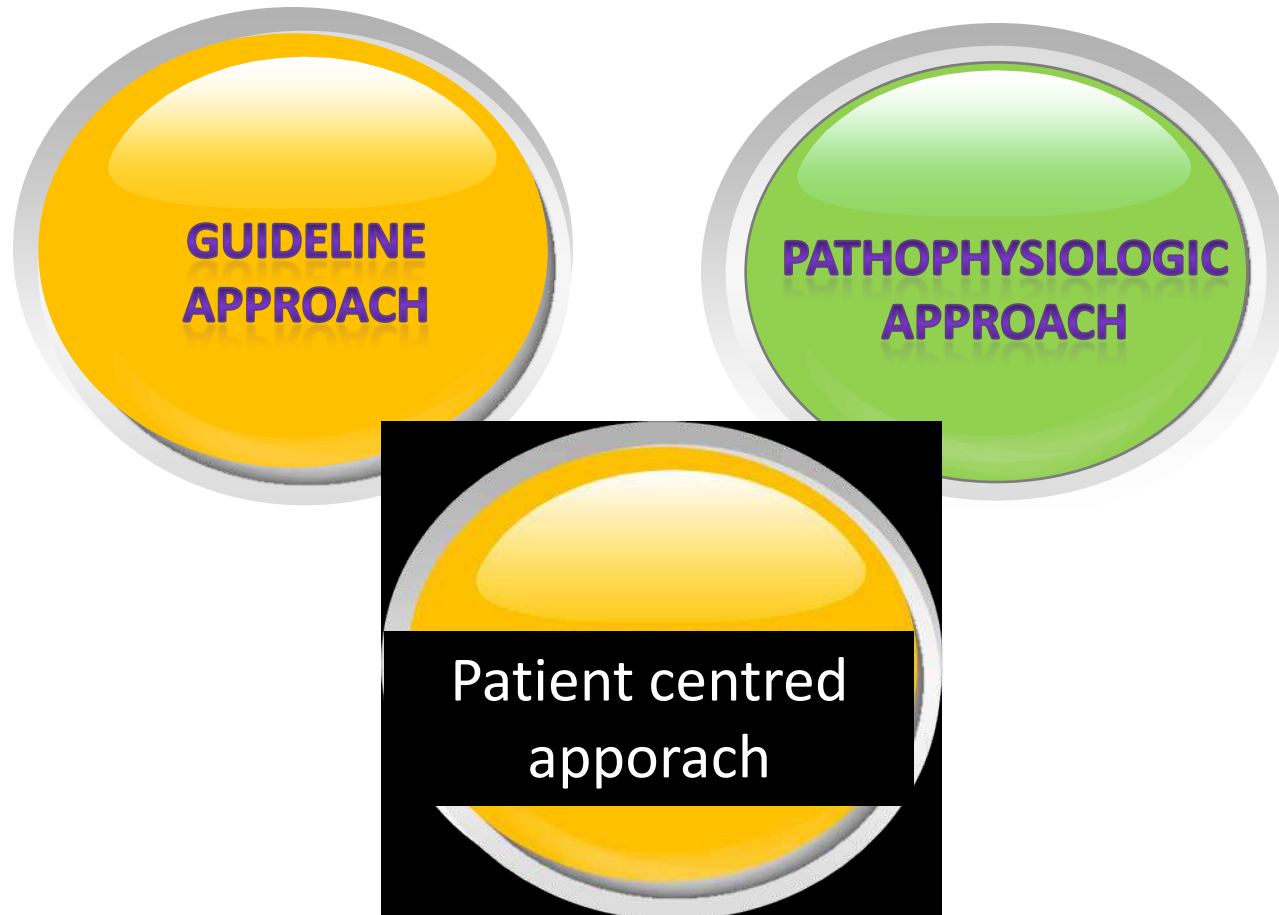 GUIDELINE
APPROACH
PATHOPHYSIOLOGIC
APPROACH
Patient centred
apporach